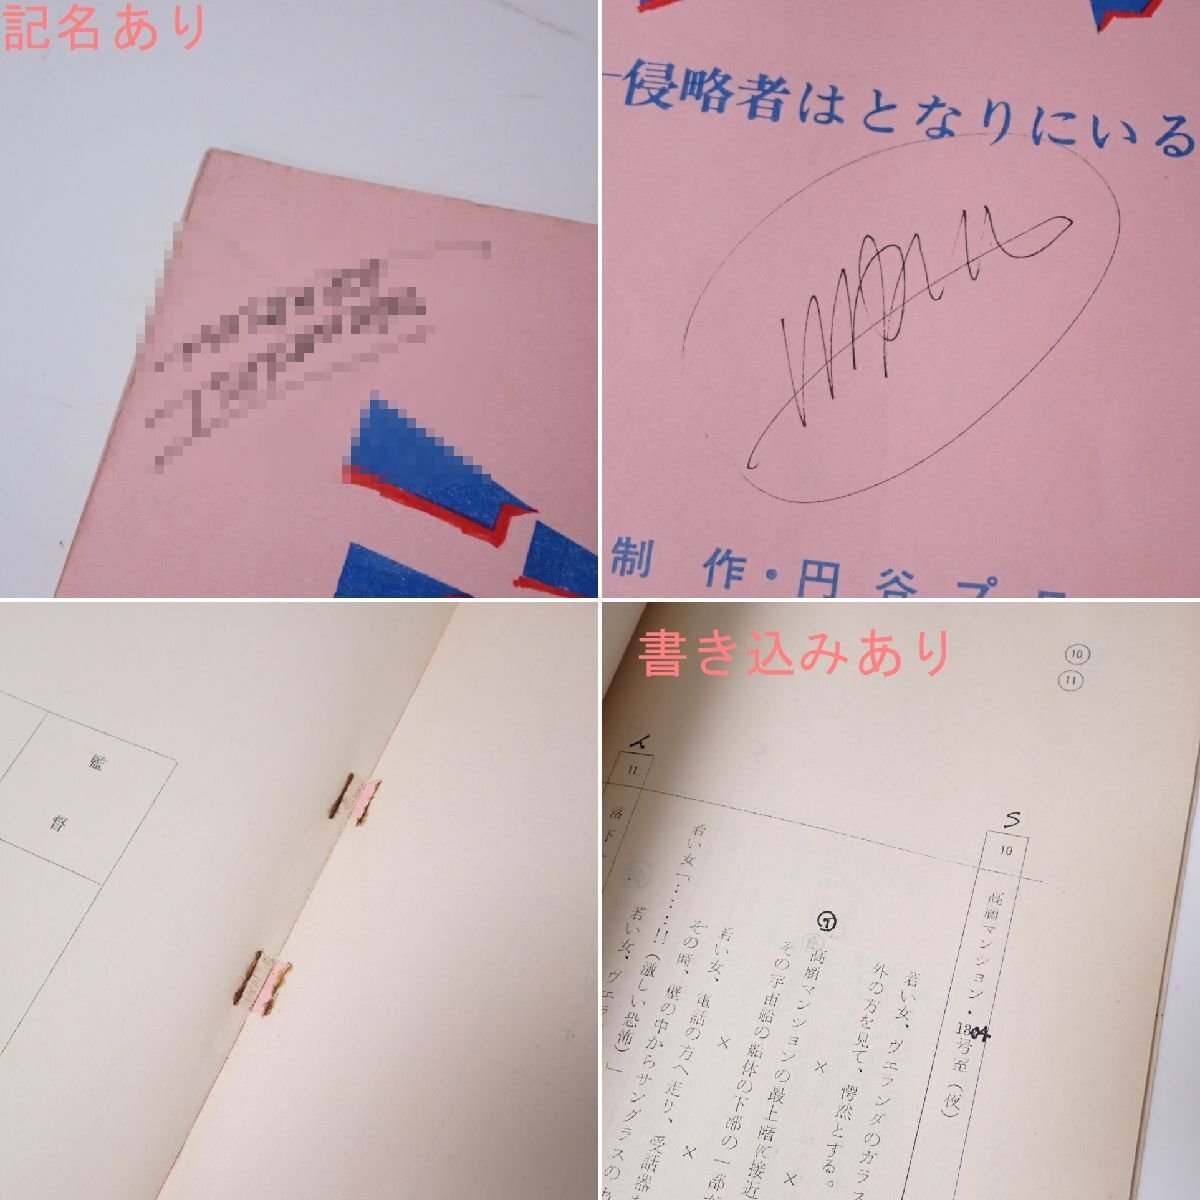 記名あり
―侵略者はとなりにいる
制作・円谷プロ
監督
書き込みあり
⑩
⑪
S
10
高層マンション・1304号室(夜)
若い女、ヴェランダのガラス
外の方を見て、愕然とする。
×
イ
高層マンションの最上階に接近
その宇宙船の船体の下部の一部が
×
×
若い女、電話の方へ走り、受話器
その時、壁の中からサングラスの
×
若い女「‥‥!!(激しい恐怖)」
若い女、ヴェラ
11
落下